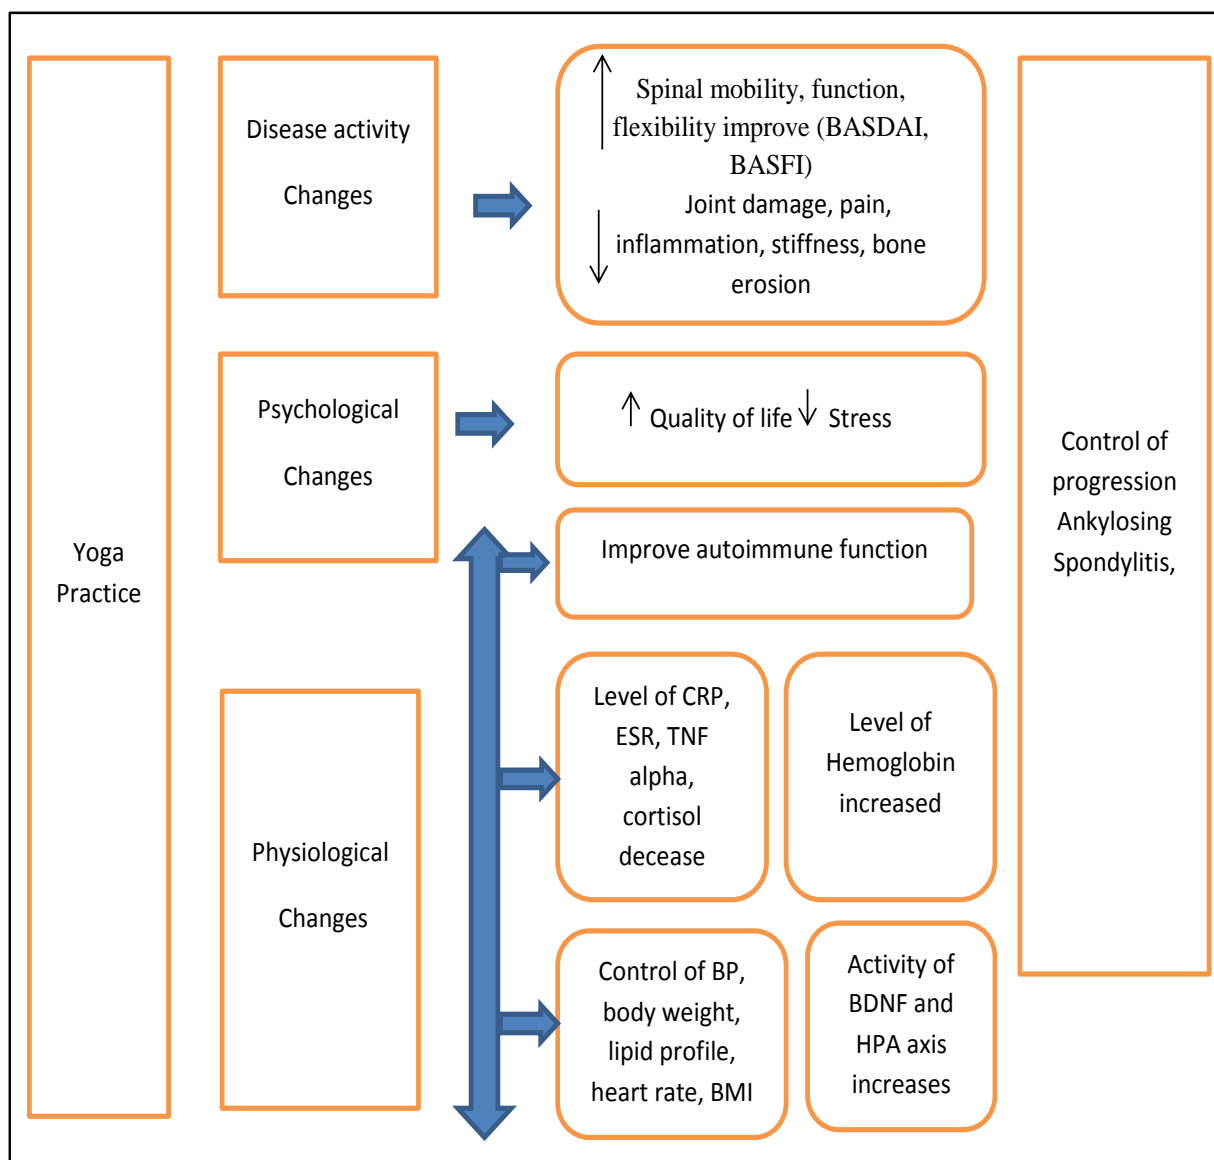 Yoga
Practice
Disease activity
Changes
Spinal mobility, function,
flexibility improve (BASDAI,
BASFI)
Joint damage, pain,
inflammation, stiffness, bone
erosion
Psychological
Changes
Quality of life Stress
Improve autoimmune function
Physiological
Changes
Level of CRP,
ESR, TNF
alpha,
cortisol
decease
Level of
Hemoglobin
increased
Control of BP,
body weight,
lipid profile,
heart rate, BMI
Activity of
BDNF and
HPA axis
increases
Control of
progression
Ankylosing
Spondylitis,